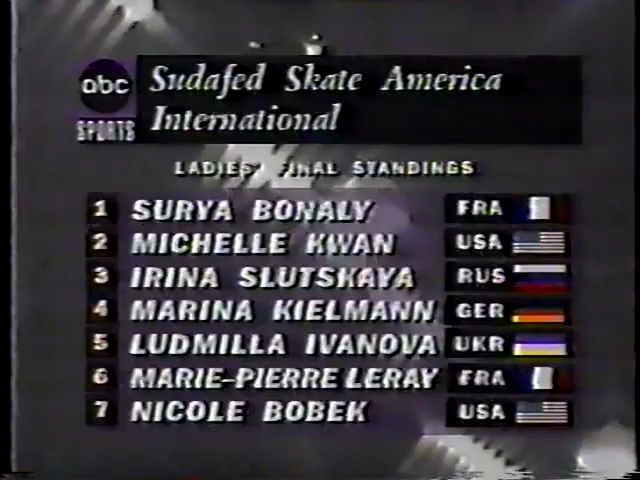 abc
SPORTS
Sudafed Skate America
International
LADIES' FINAL STANDINGS
1 SURYA BONALY FRA
2 MICHELLE KWAN USA
3 IRINA SLUTSKAYA RUS
4 MARINA KIELMANN GER
5 LUDMILLA IVANOVA UKR
6 MARIE-PIERRE LERAY FRA
7 NICOLE BOBEK USA